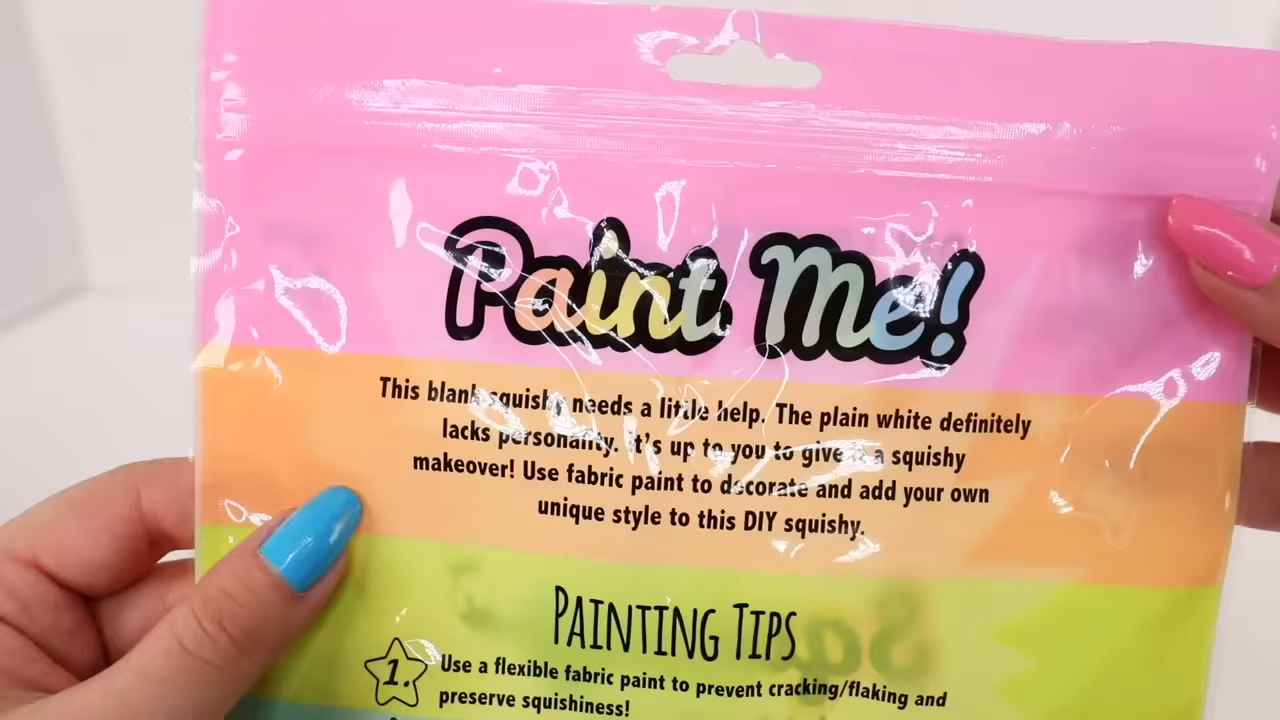 Paint Me!
This blank squishy needs a little help. The plain white definitely
lacks personality. It's up to you to give it a squishy
makeover! Use fabric paint to decorate and add your own
unique style to this DIY squishy.
PAINTING TIPS
1. Use a flexible fabric paint to prevent cracking/flaking and
preserve squishiness!